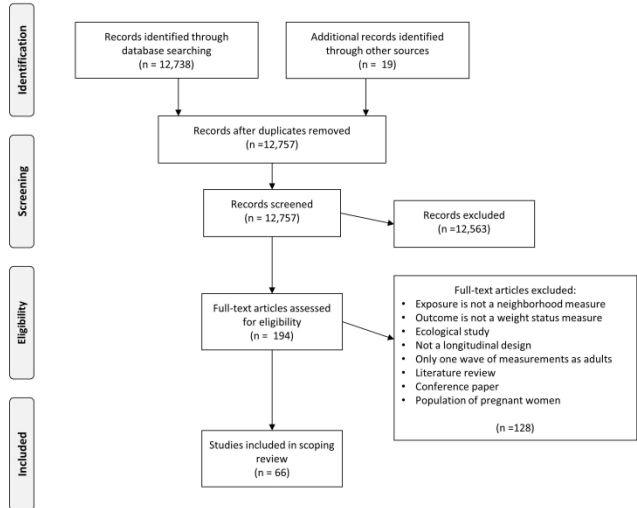 Identification
Records identified through
database searching
(n = 12,738)
Additional records identified
through other sources
(n = 19)
Records after duplicates removed
(n =12,757)
Screening
Records screened
(n = 12,757)
Records excluded
(n =12,563)
Eligibility
Full-text articles assessed
for eligibility
(n = 194)
Full-text articles excluded:
• Exposure is not a neighborhood measure
• Outcome is not a weight status measure
• Ecological study
• Not a longitudinal design
• Only one wave of measurements as adults
• Literature review
• Conference paper
• Population of pregnant women
(n =128)
Included
Studies included in scoping
review
(n = 66)